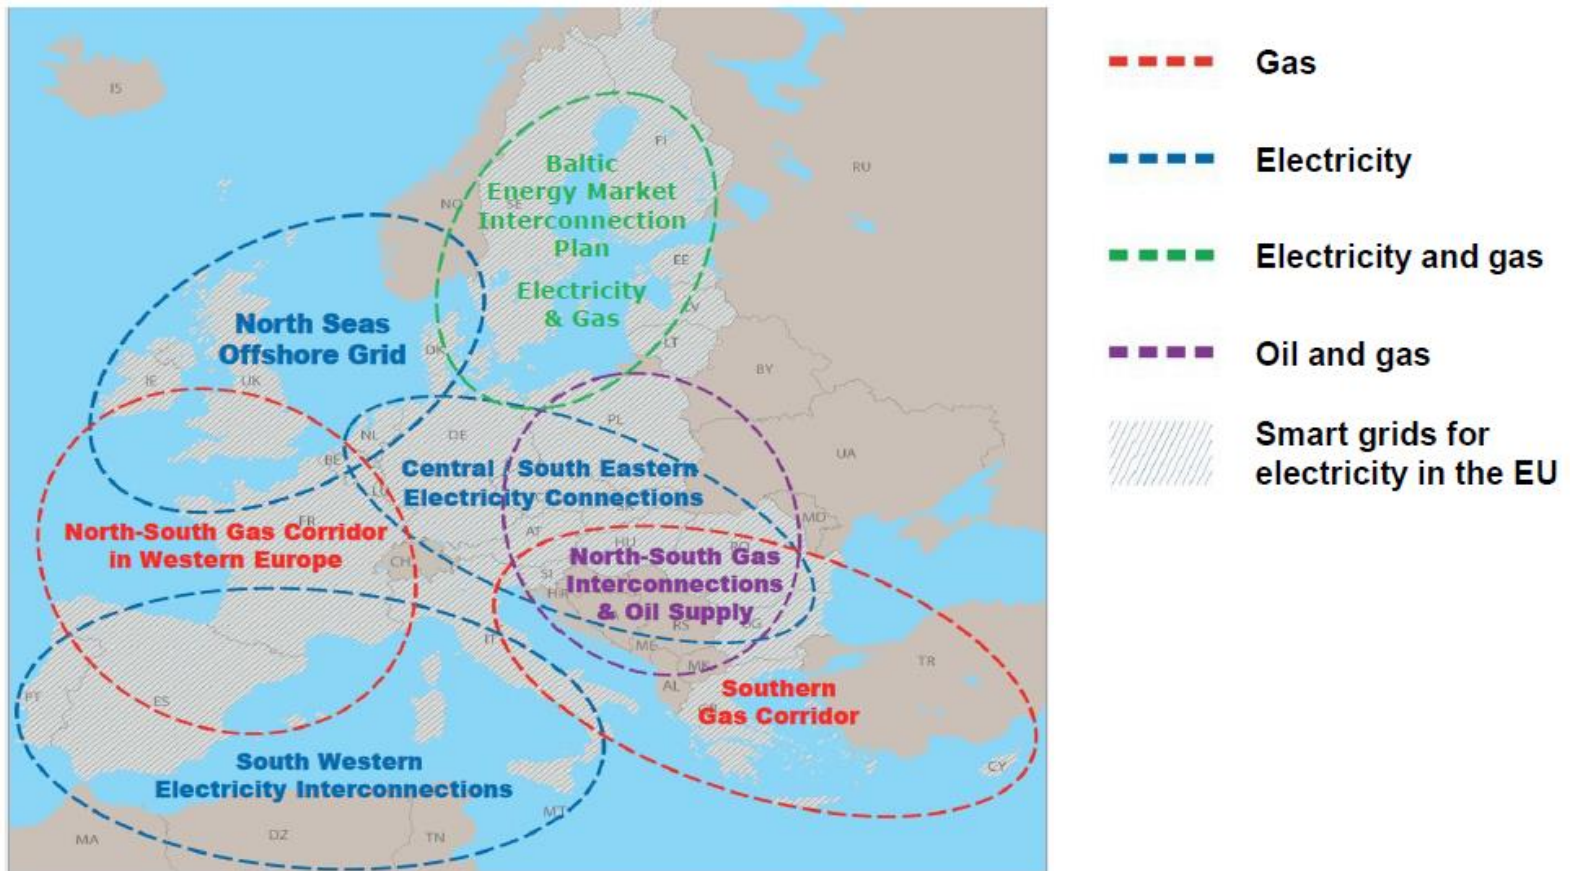 IS
FI
RU
NO
SE
Baltic
Energy Market
Interconnection
Plan
Electricity
& Gas
EE
LV
LT
DK
BY
North Seas
Offshore Grid
IE
UK
NL
DE
PL
BE
LU
UA
Central / South Eastern
Electricity Connections
SK
MD
FR
AT
HU
RO
CH
SI
HR
North-South Gas Corridor
in Western Europe
North-South Gas
Interconnections
& Oil Supply
RS
BG
IT
ME
MK
AL
TR
PT
ES
Southern
Gas Corridor
South Western
Electricity Interconnections
CY
MT
MA
DZ
TN
Gas
Electricity
Electricity and gas
Oil and gas
Smart grids for
electricity in the EU